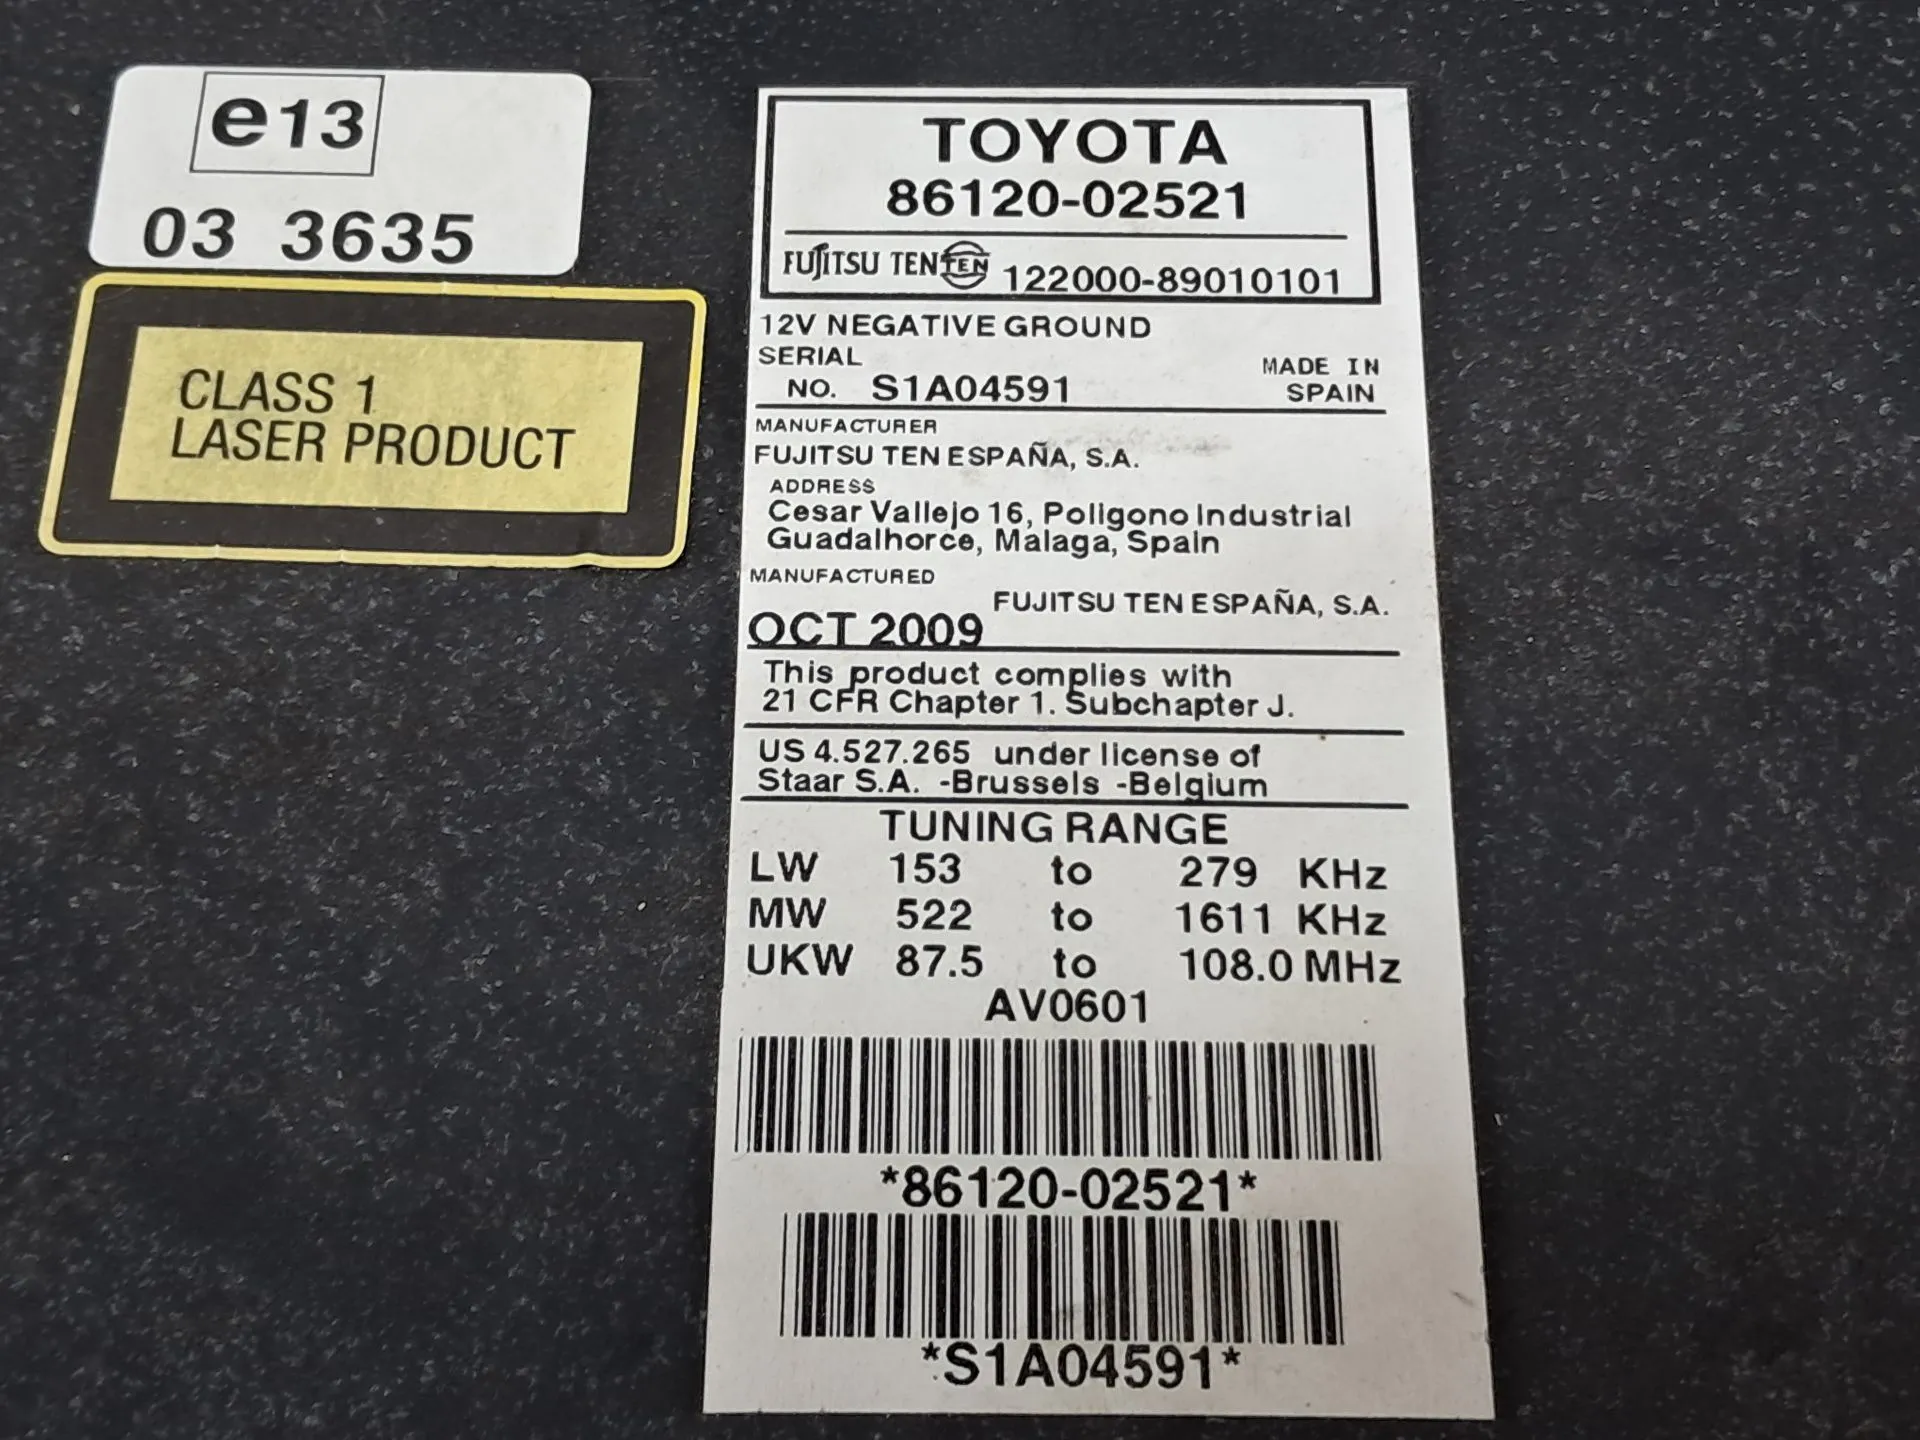 e13
03 3635
CLASS 1
LASER PRODUCT
TOYOTA
86120-02521
FUJITSU TEN TEN 122000-89010101
12V NEGATIVE GROUND
SERIAL
NO. S1A04591
MADE IN
SPAIN
MANUFACTURER
FUJITSU TEN ESPAÑA, S.A.
ADDRESS
Cesar Vallejo 16, Poligono Industrial
Guadalhorce, Malaga, Spain
MANUFACTURED
FUJITSU TEN ESPAÑA, S.A.
OCT 2009
This product complies with
21 CFR Chapter 1. Subchapter J.
US 4.527.265 under license of
Staar S.A. -Brussels -Belgium
TUNING RANGE
LW 153 to 279 KHz
MW 522 to 1611 KHz
UKW 87.5 to 108.0 MHz
AV0601
*86120-02521*
*S1A04591*